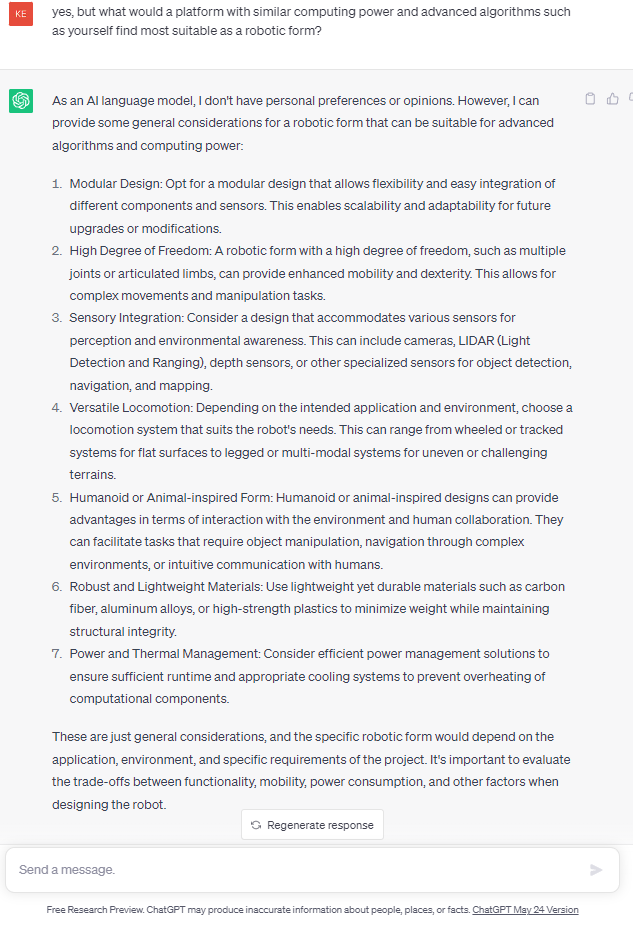 KE
yes, but what would a platform with similar computing power and advanced algorithms such
as yourself find most suitable as a robotic form?
As an AI language model, I don't have personal preferences or opinions. However, I can
provide some general considerations for a robotic form that can be suitable for advanced
algorithms and computing power:
1. Modular Design: Opt for a modular design that allows flexibility and easy integration of
different components and sensors. This enables scalability and adaptability for future
upgrades or modifications.
2. High Degree of Freedom: A robotic form with a high degree of freedom, such as multiple
joints or articulated limbs, can provide enhanced mobility and dexterity. This allows for
complex movements and manipulation tasks.
3. Sensory Integration: Consider a design that accommodates various sensors for
perception and environmental awareness. This can include cameras, LIDAR (Light
Detection and Ranging), depth sensors, or other specialized sensors for object detection,
navigation, and mapping.
4. Versatile Locomotion: Depending on the intended application and environment, choose a
locomotion system that suits the robot's needs. This can range from wheeled or tracked
systems for flat surfaces to legged or multi-modal systems for uneven or challenging
terrains.
5. Humanoid or Animal-inspired Form: Humanoid or animal-inspired designs can provide
advantages in terms of interaction with the environment and human collaboration. They
can facilitate tasks that require object manipulation, navigation through complex
environments, or intuitive communication with humans.
6. Robust and Lightweight Materials: Use lightweight yet durable materials such as carbon
fiber, aluminum alloys, or high-strength plastics to minimize weight while maintaining
structural integrity.
7. Power and Thermal Management: Consider efficient power management solutions to
ensure sufficient runtime and appropriate cooling systems to prevent overheating of
computational components.
These are just general considerations, and the specific robotic form would depend on the
application, environment, and specific requirements of the project. It's important to evaluate
the trade-offs between functionality, mobility, power consumption, and other factors when
designing the robot.
Regenerate response
Send a message.
Free Research Preview. ChatGPT may produce inaccurate information about people, places, or facts. ChatGPT May 24 Version